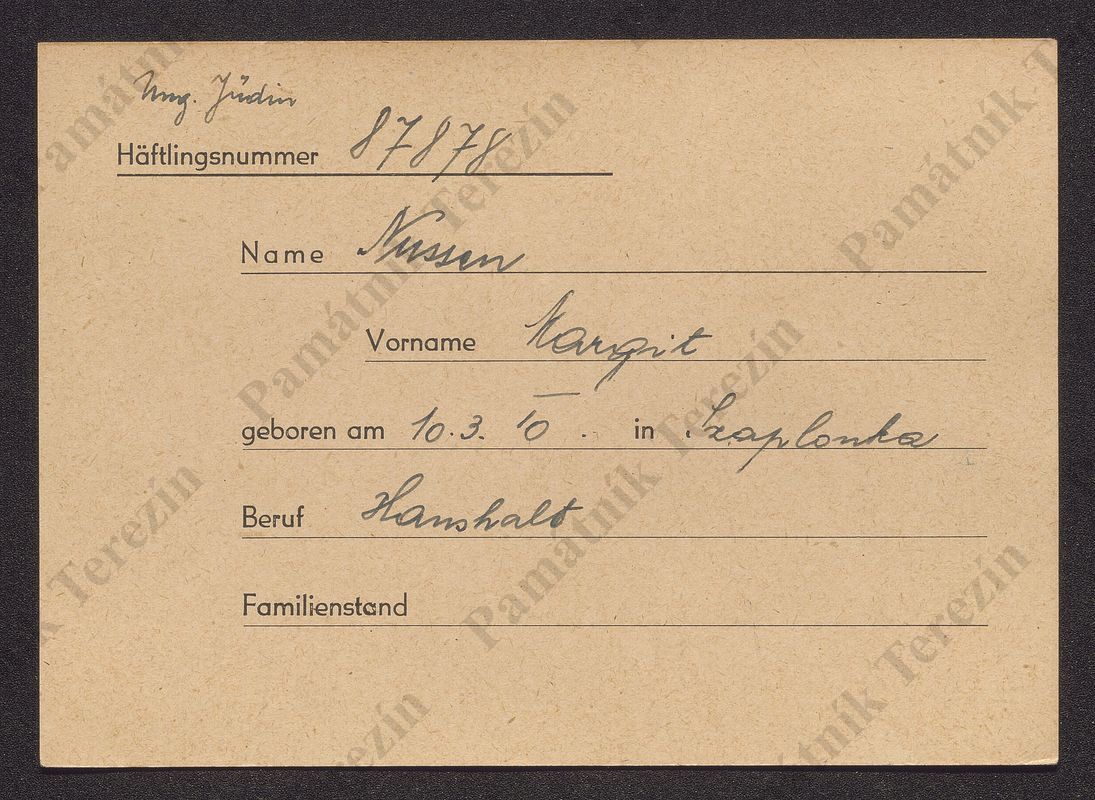 Ung. Jüdin
Häftlingsnummer 87878
Name Nussen
Vorname Margit
geboren am 10.3.10. in Szaplonka
Beruf Haushalt
Familienstand
Památník Terezín